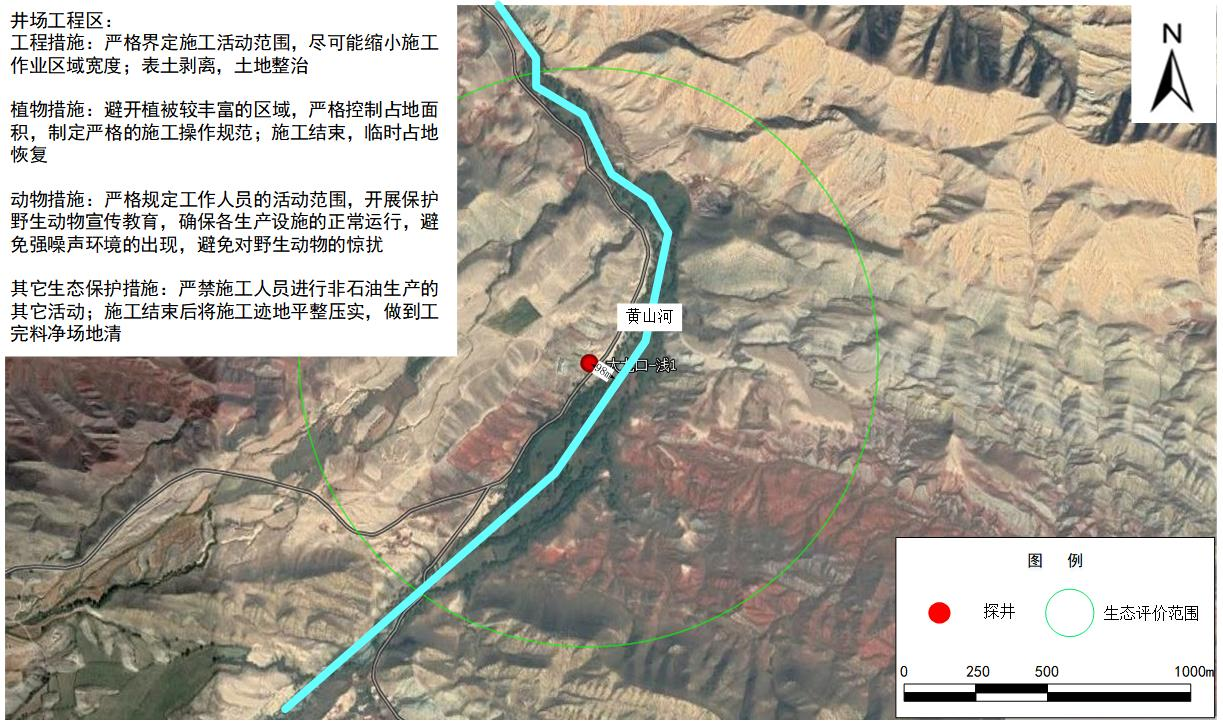 井场工程区：
工程措施：严格界定施工活动范围，尽可能缩小施工
作业区域宽度；表土剥离，土地整治
植物措施：避开植被较丰富的区域，严格控制占地面
积，制定严格的施工操作规范；施工结束，临时占地
恢复
动物措施：严格规定工作人员的活动范围，开展保护
野生动物宣传教育，确保各生产设施的正常运行，避
免强噪声环境的出现，避免对野生动物的惊扰
其它生态保护措施：严禁施工人员进行非石油生产的
其它活动；施工结束后将施工迹地平整压实，做到工
完料净场地清
N
黄山河
大龙口-浅1
98m
图 例
探井
生态评价范围
0 250 500 1000m